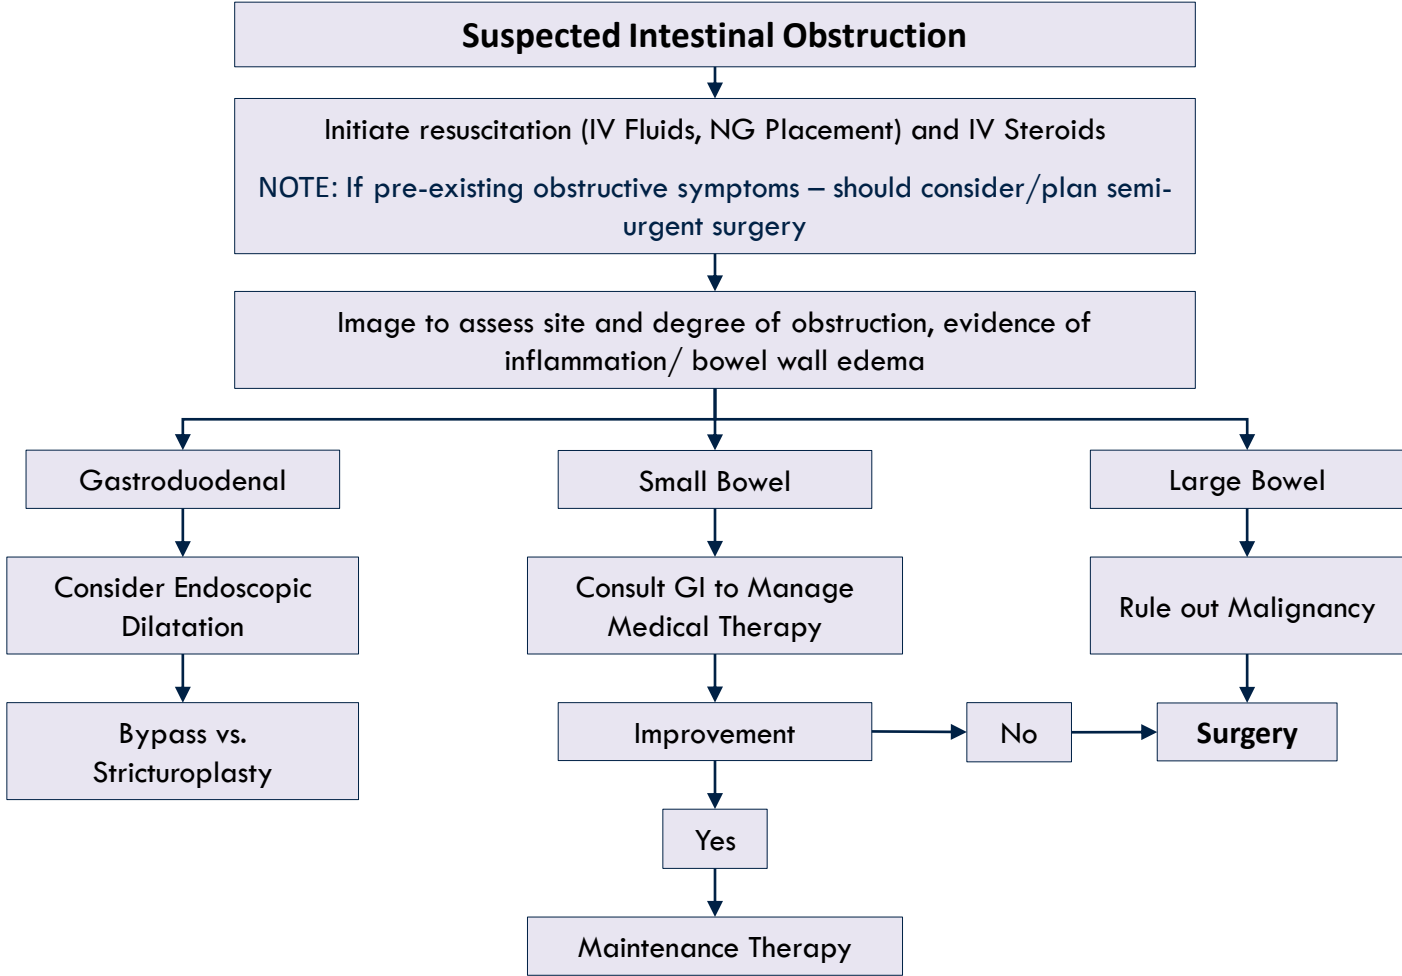 Suspected Intestinal Obstruction
Initiate resuscitation (IV Fluids, NG Placement) and IV Steroids
NOTE: If pre-existing obstructive symptoms – should consider/plan semi-
urgent surgery
Image to assess site and degree of obstruction, evidence of
inflammation/ bowel wall edema
Gastroduodenal
Small Bowel
Large Bowel
Consider Endoscopic
Dilatation
Consult GI to Manage
Medical Therapy
Rule out Malignancy
Bypass vs.
Stricturoplasty
Improvement
No
Surgery
Yes
Maintenance Therapy